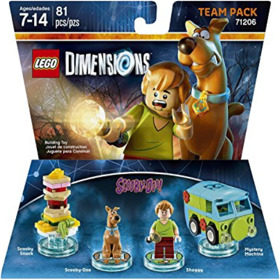 Ages/edades
7-14
81
pcs/pzs
TEAM PACK
71206
LEGO
DIMENSIONS
Building Toy
Jouet de construction
Juguete para Construir
SCOOBY-DOO!
Scooby
Snack
Scooby-Doo
Shaggy
Mystery
Machine